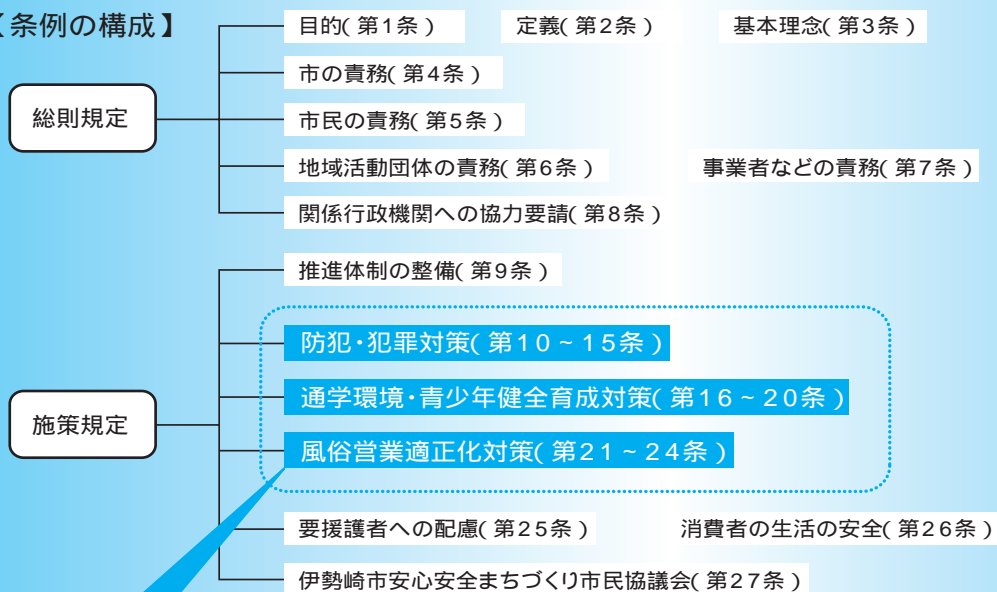 【条例の構成】
目的(第1条) 定義(第2条) 基本理念(第3条)
市の責務(第4条)
総則規定
市民の責務(第5条)
地域活動団体の責務(第6条) 事業者などの責務(第7条)
関係行政機関への協力要請(第8条)
推進体制の整備(第9条)
防犯・犯罪対策(第10~15条)
通学環境・青少年健全育成対策(第16~20条)
施策規定
風俗営業適正化対策(第21~24条)
要援護者への配慮(第25条) 消費者の生活の安全(第26条)
伊勢崎市安心安全まちづくり市民協議会(第27条)